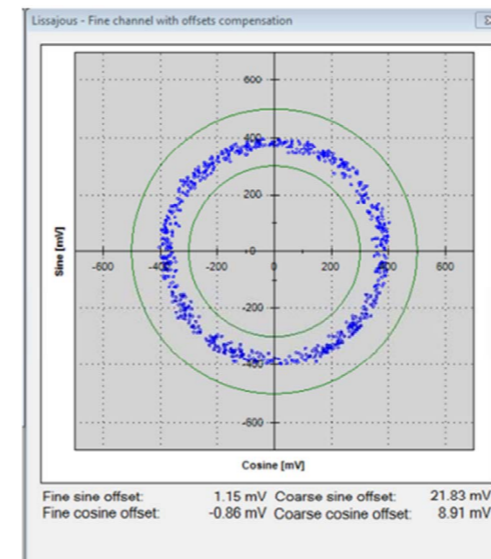 Lissajous - Fine channel with offsets compensation
600
400
200
-600
-400
-200
0
0
200
400
600
-200
-400
-600
Sine [mV]
Cosine [mV]
Fine sine offset: 1.15 mV Coarse sine offset: 21.83 mV
Fine cosine offset: -0.86 mV Coarse cosine offset: 8.91 mV